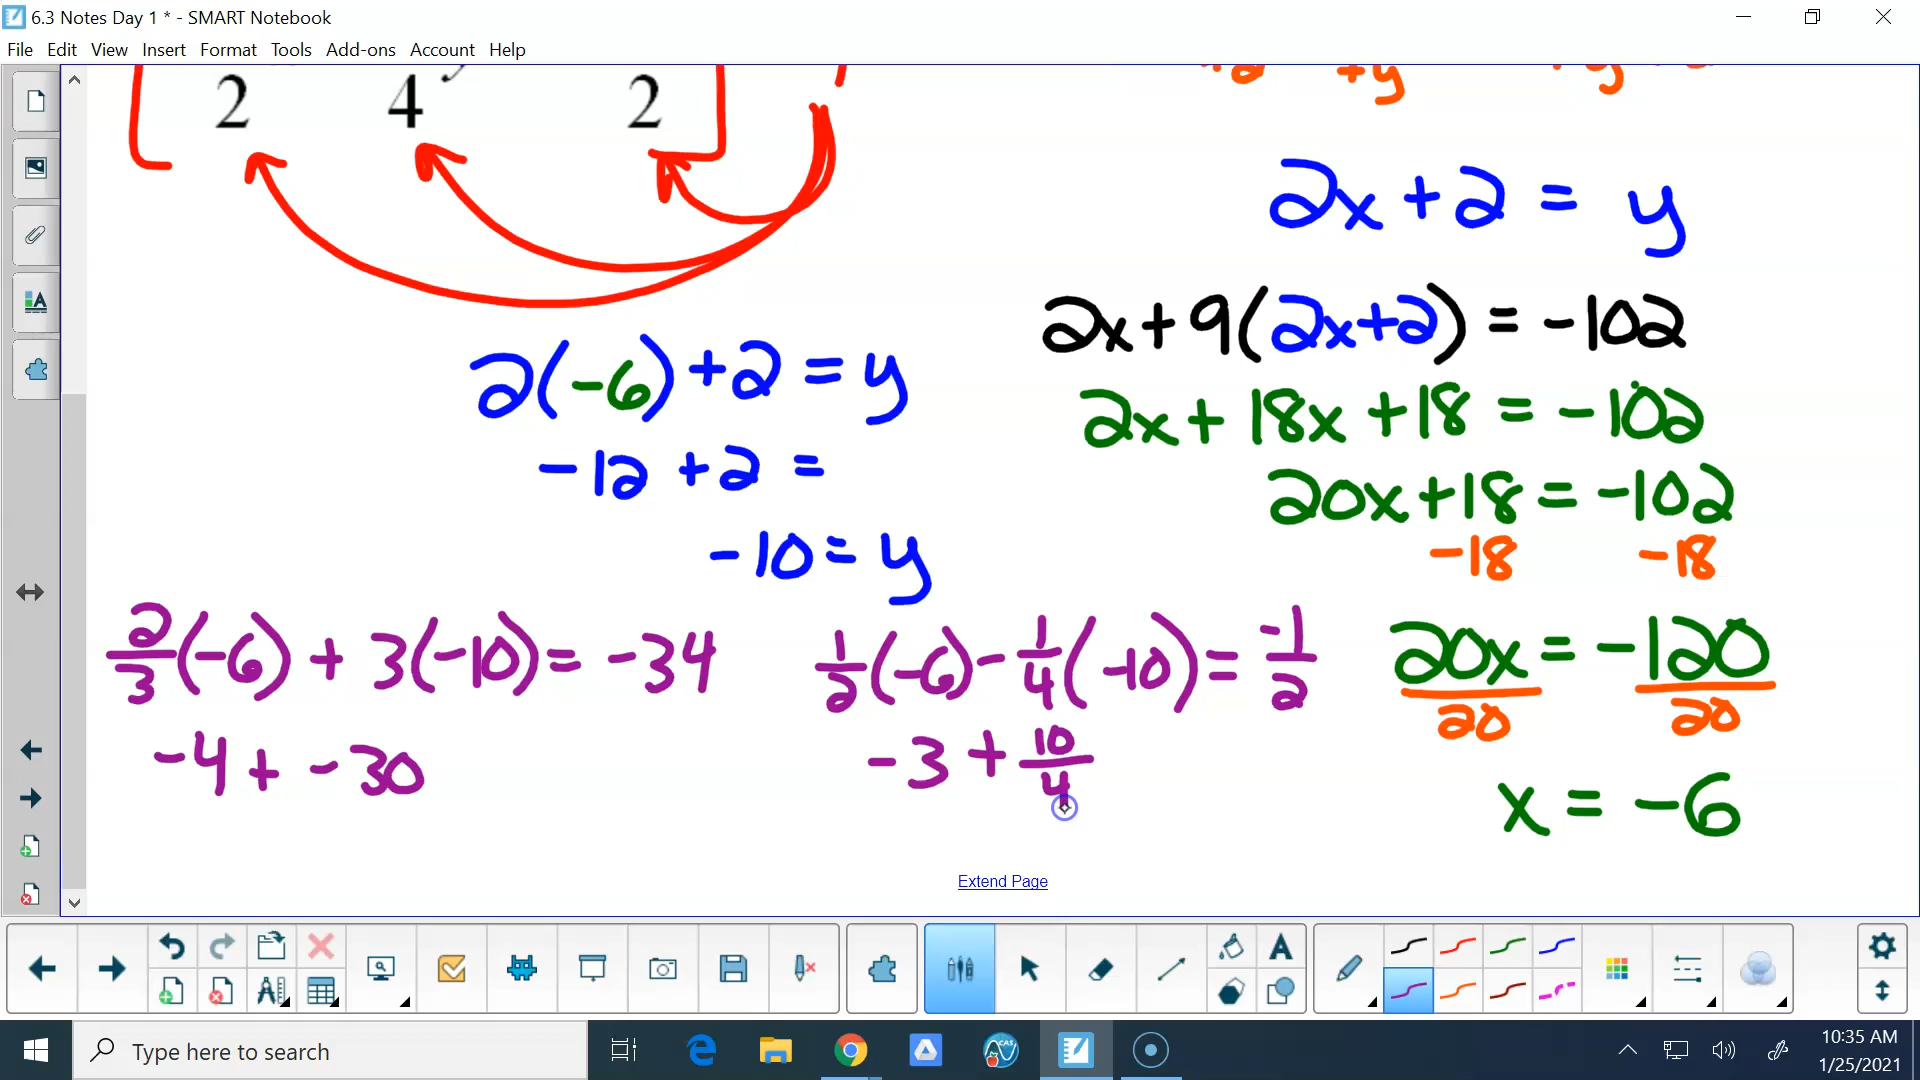 6.3 Notes Day 1 * - SMART Notebook
File Edit View Insert Format Tools Add-ons Account Help
2 4 2
2x + 2 = y
2x + 9(2x+2) = -102
2(-6) + 2 = y
2x + 18x + 18 = -102
-12 + 2 =
20x + 18 = -102
-18 -18
-10 = y
2/3(-6) + 3(-10) = -34
1/2(-6) - 1/4(-10) = -1/2
20x = -120
20 20
-4 + -30
-3 + 10/4
x = -6
Extend Page
A
Type here to search
CAS
10:35 AM
1/25/2021